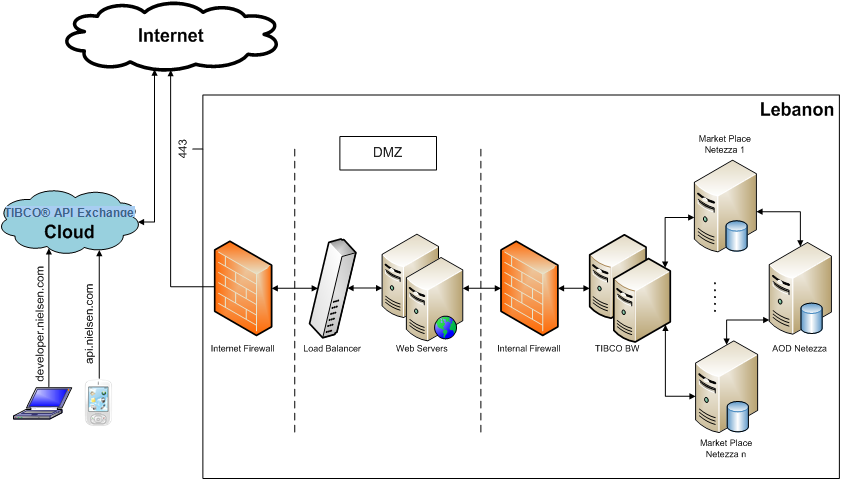 Internet
Lebanon
443
DMZ
Market Place
Netezza 1
TIBCO® API Exchange
Cloud
developer.nielsen.com
api.nielsen.com
Internet Firewall
Load Balancer
Web Servers
Internal Firewall
TIBCO BW
AOD Netezza
Market Place
Netezza n